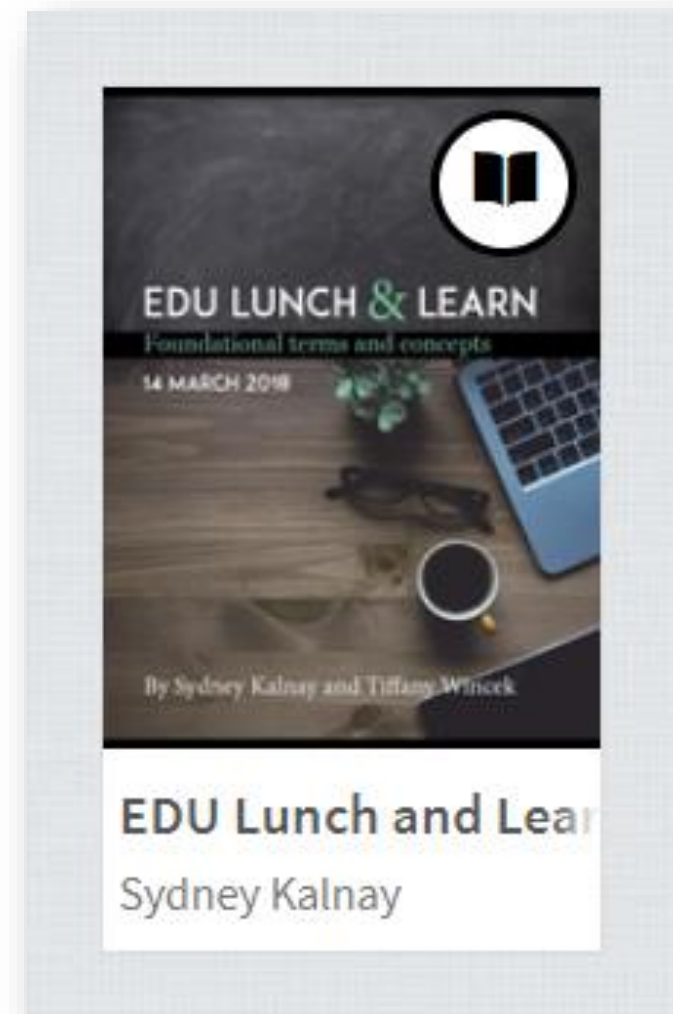 EDU LUNCH & LEARN
Foundational terms and concepts
14 MARCH 2018
By Sydney Kalnay and Tiffany Wincek
EDU Lunch and Lear
Sydney Kalnay